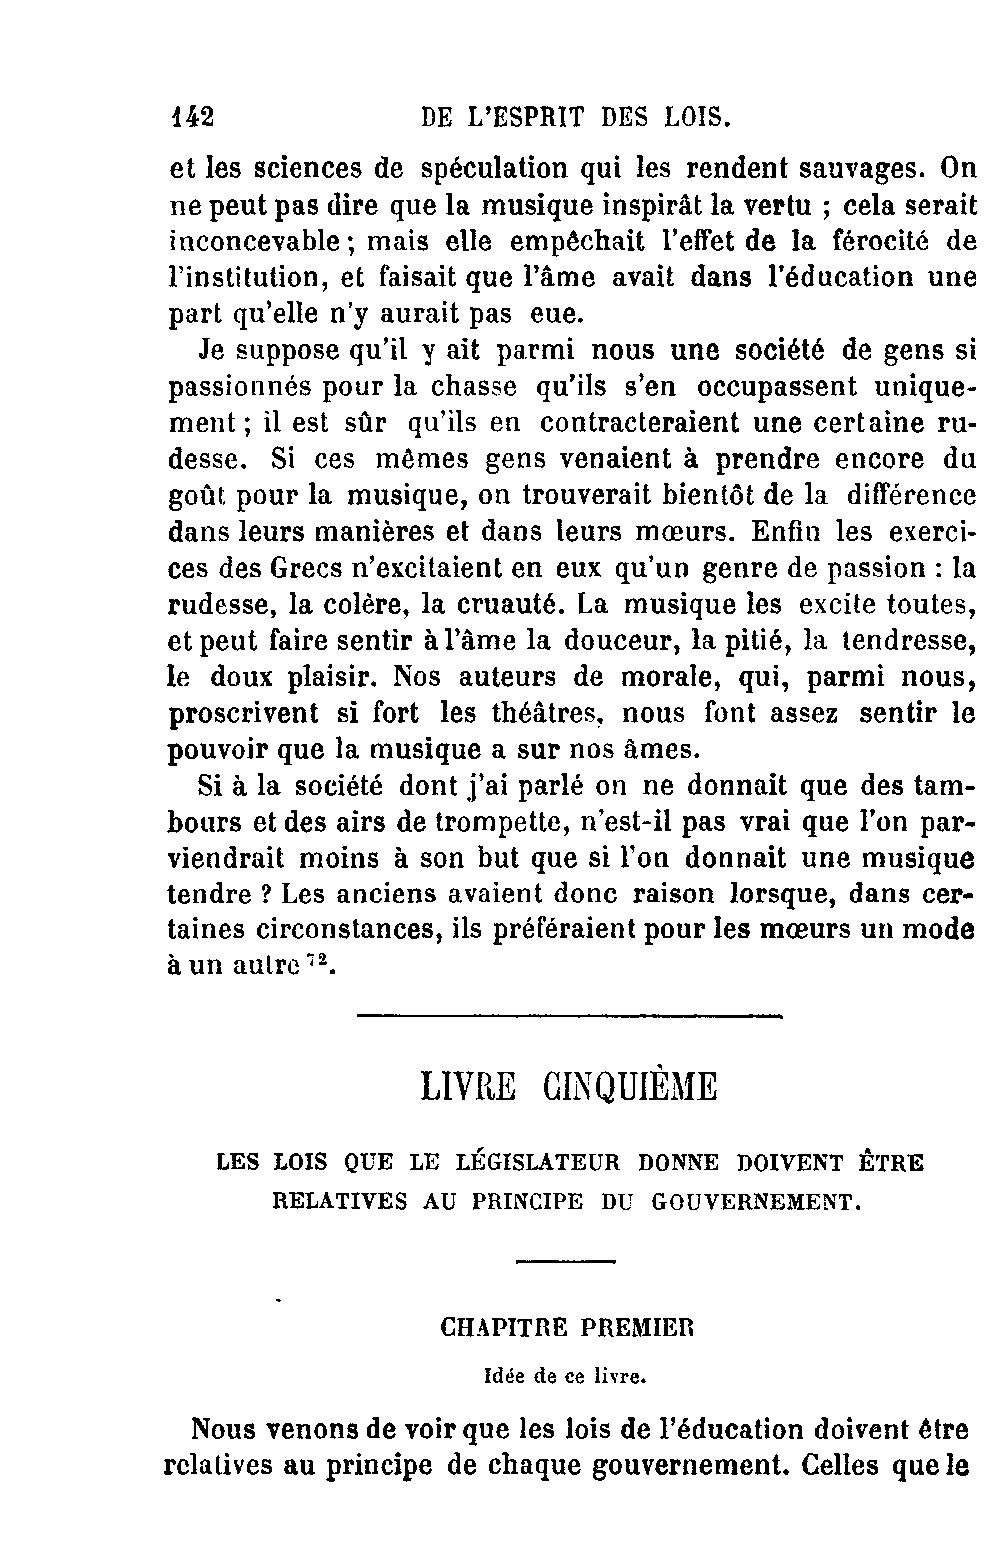 142 DE L'ESPRIT DES LOIS.
et les sciences de spéculation qui les rendent sauvages. On
ne peut pas dire que la musique inspirât la vertu ; cela serait
inconcevable ; mais elle empêchait l'effet de la férocité de
l'institution, et faisait que l'âme avait dans l'éducation une
part qu'elle n'y aurait pas eue.
Je suppose qu'il y ait parmi nous une société de gens si
passionnés pour la chasse qu'ils s'en occupassent unique-
ment ; il est sûr qu'ils en contracteraient une certaine ru-
desse. Si ces mêmes gens venaient à prendre encore du
goût pour la musique, on trouverait bientôt de la différence
dans leurs manières et dans leurs mœurs. Enfin les exerci-
ces des Grecs n'excitaient en eux qu'un genre de passion : la
rudesse, la colère, la cruauté. La musique les excite toutes,
et peut faire sentir à l'âme la douceur, la pitié, la tendresse,
le doux plaisir. Nos auteurs de morale, qui, parmi nous,
proscrivent si fort les théâtres, nous font assez sentir le
pouvoir que la musique a sur nos âmes.
Si à la société dont j'ai parlé on ne donnait que des tam-
bours et des airs de trompette, n'est-il pas vrai que l'on par-
viendrait moins à son but que si l'on donnait une musique
tendre ? Les anciens avaient donc raison lorsque, dans cer-
taines circonstances, ils préféraient pour les mœurs un mode
à un autre ⁷².
LIVRE CINQUIÈME
LES LOIS QUE LE LÉGISLATEUR DONNE DOIVENT ÊTRE
RELATIVES AU PRINCIPE DU GOUVERNEMENT.
CHAPITRE PREMIER
Idée de ce livre.
Nous venons de voir que les lois de l'éducation doivent être
relatives au principe de chaque gouvernement. Celles que le